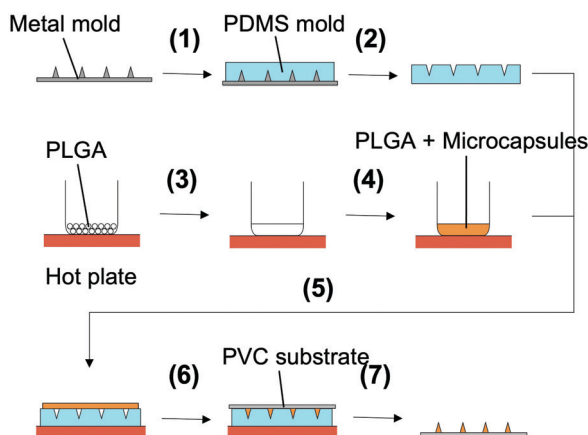 Metal mold
(1)
PDMS mold
(2)
PLGA
(3)
(4)
PLGA + Microcapsules
Hot plate
(5)
(6)
PVC substrate
(7)